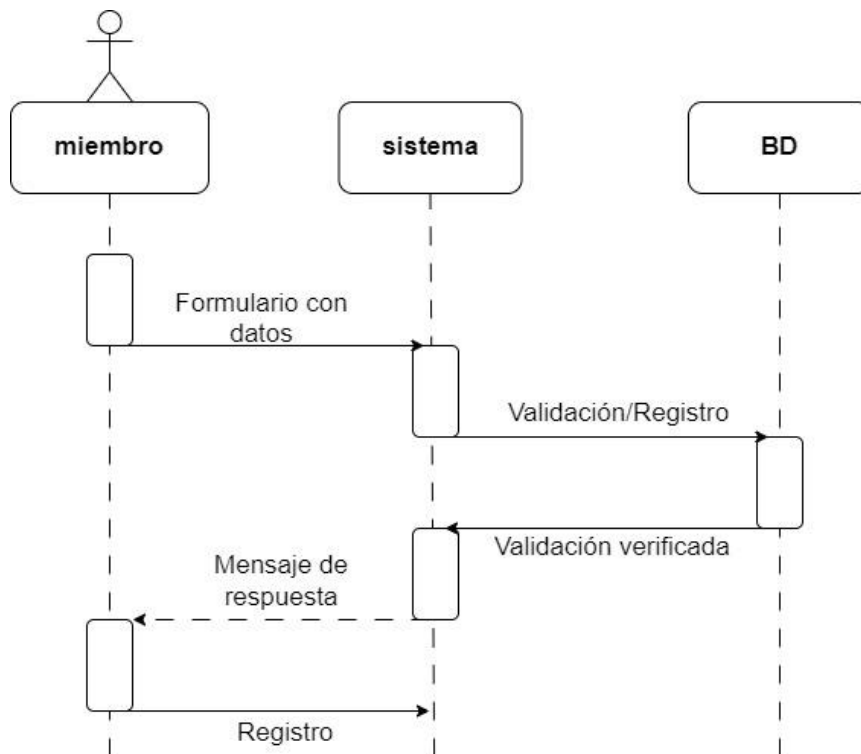 miembro
sistema
BD
Formulario con
datos
Validación/Registro
Validación verificada
Mensaje de
respuesta
Registro